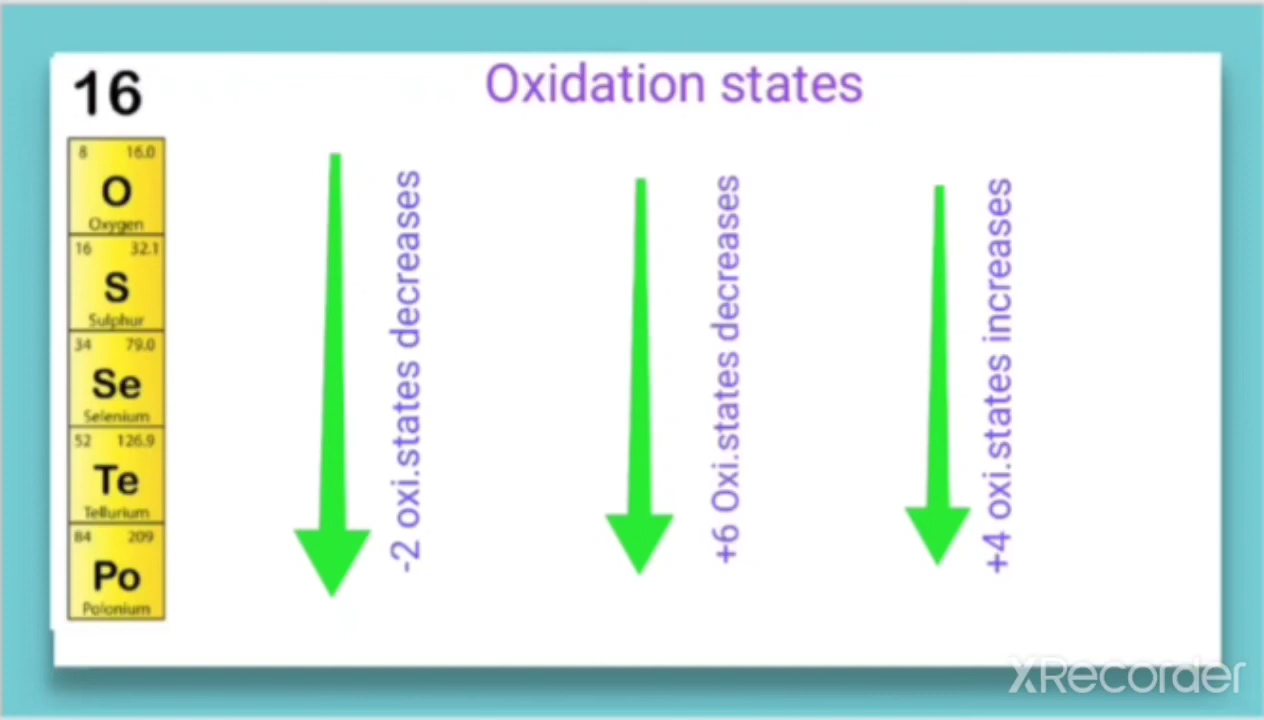 16
Oxidation states
8 16.0
O
Oxygen
16 32.1
S
Sulphur
34 79.0
Se
Selenium
52 126.9
Te
Tellurium
84 209
Po
Polonium
-2 oxi.states decreases
+6 Oxi.states decreases
+4 oxi.states increases
XRecorder